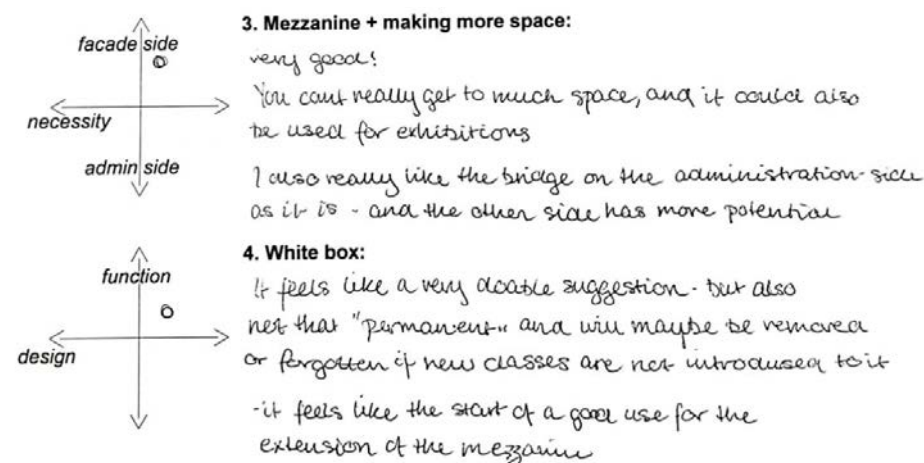 facade side
necessity
admin side
3. Mezzanine + making more space:
very good!
You cant really get to much space, and it could also
be used for exhibitions
I also really like the bridge on the administration-side
as it is - and the other side has more potential
function
design
4. White box:
It feels like a very doable suggestion - but also
not that "permanent" and will maybe be removed
or forgotten if new classes are not introdused to it
-it feels like the start of a good use for the
extension of the mezzanine